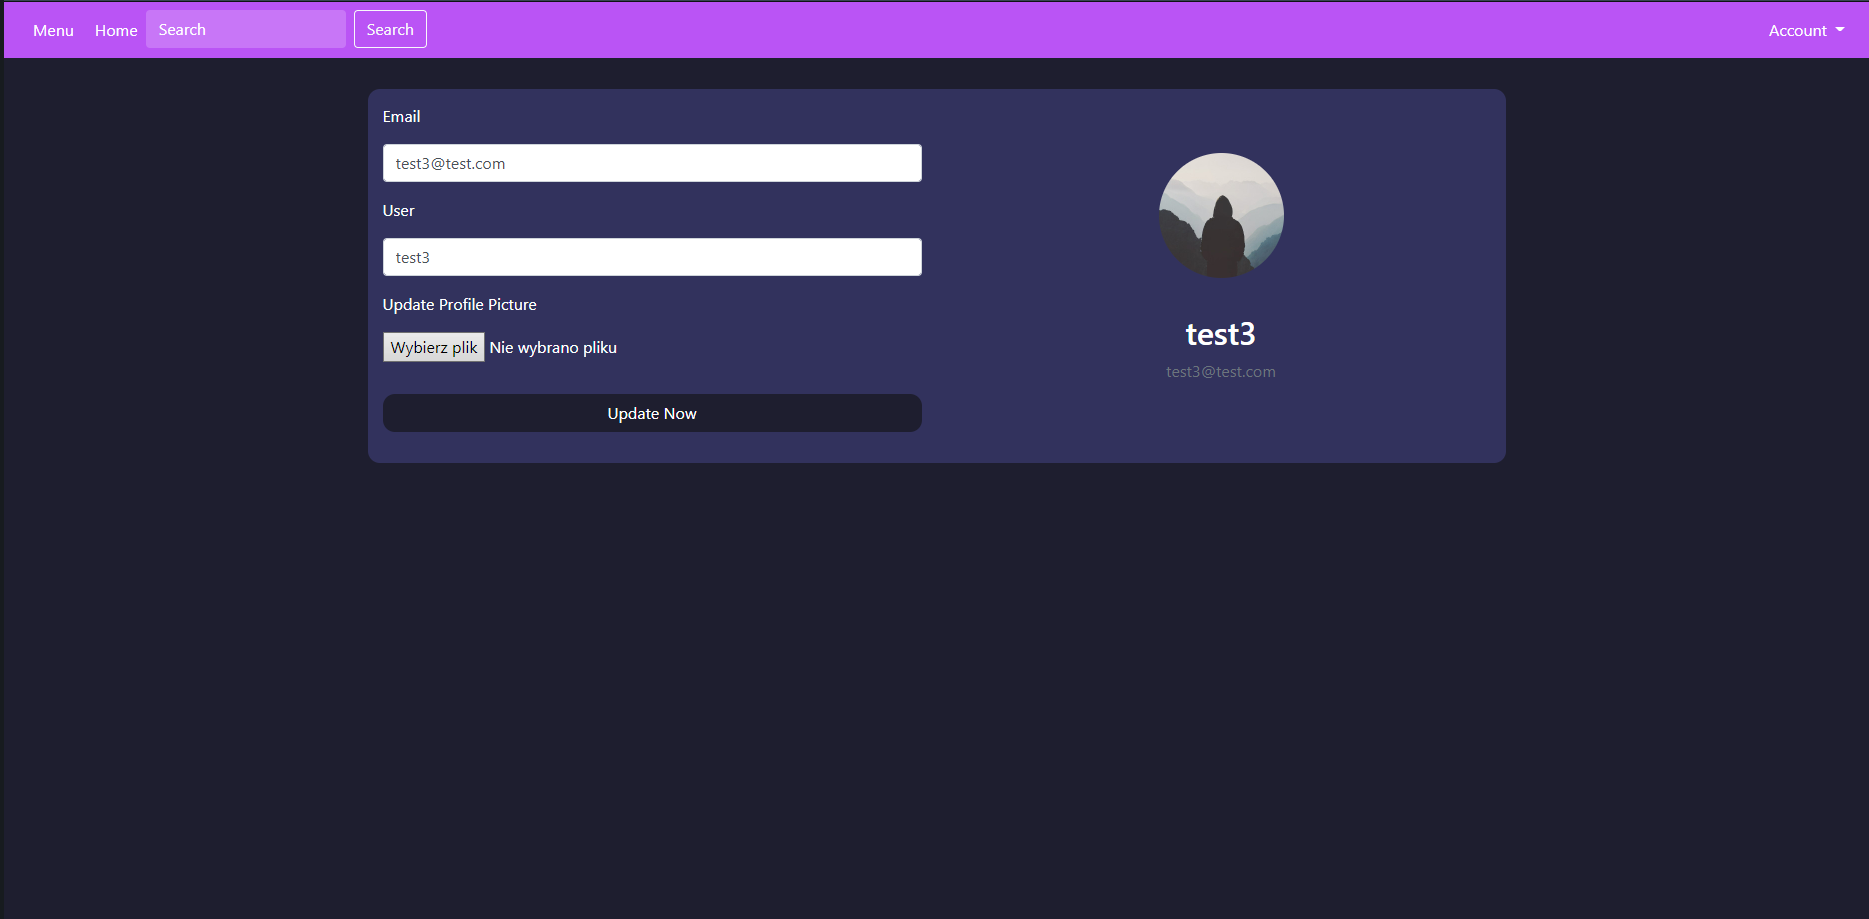 Menu Home Search Search Account
Email
test3@test.com
User
test3
Update Profile Picture
Wybierz plik Nie wybrano pliku
Update Now
test3
test3@test.com